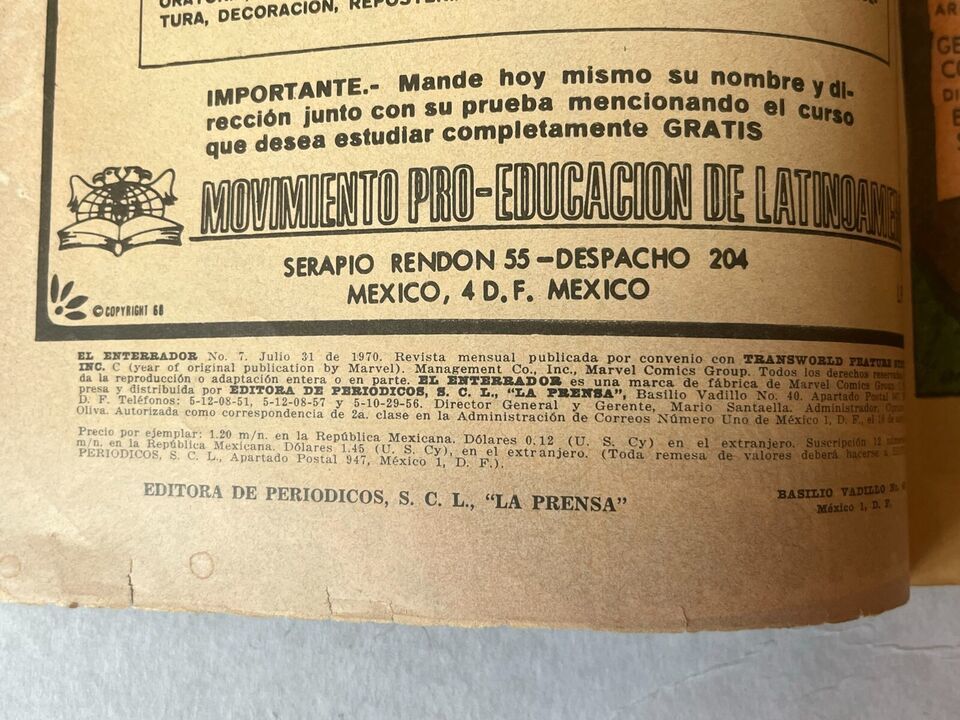 TURA, DECORACION,
IMPORTANTE.- Mande hoy mismo su nombre y di-
rección junto con su prueba mencionando el curso
que desea estudiar completamente GRATIS
MOVIMIENTO PRO-EDUCACION DE
SERAPIO RENDON 55 - DESPACHO 204
MEXICO, 4 D. F. MEXICO
© COPYRIGHT 68
EL ENTERRADOR No. 7. Julio 31 de 1970. Revista mensual publicada por convenio con TRANSWORLD FEATURE
INC. C (year of original publication by Marvel). Management Co., Inc., Marvel Comics Group. Todos los derechos
da la reproducción o adaptación entera o en parte. EL ENTERRADOR es una marca de fábrica de Marvel Comics Group
presa y distribuida por EDITORA DE PERIODICOS, S. C. L., "LA PRENSA", Basilio Vadillo No. 40. Apartado Postal 947
D. F. Teléfonos: 5-12-08-51, 5-12-08-57 y 5-10-29-56. Director General y Gerente, Mario Santaella. Administrador,
Oliva. Autorizada como correspondencia de 2a. clase en la Administración de Correos Número Uno de México 1, D. F., el
Precio por ejemplar: 1.20 m/n. en la República Mexicana. Dólares 0.12 (U. S. Cy) en el extranjero. Suscripción 12
m/n. en la República Mexicana. Dólares 1.45 (U. S. Cy), en el extranjero. (Toda remesa de valores deberá hacerse a
PERIODICOS, S. C. L., Apartado Postal 947, México 1, D. F.).
EDITORA DE PERIODICOS, S. C. L., "LA PRENSA"
BASILIO VADILLO No.
México 1, D. F.